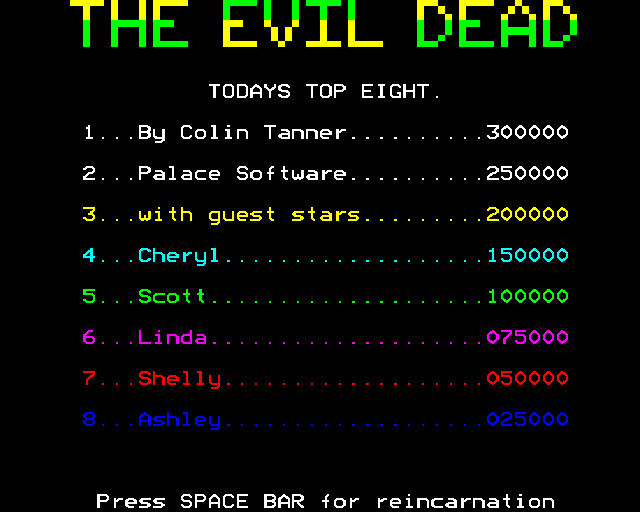 THE EVIL DEAD
TODAYS TOP EIGHT.
1...By Colin Tanner..........300000
2...Palace Software..........250000
3...with guest stars.........200000
4...Cheryl...................150000
5...Scott....................100000
6...Linda....................075000
7...Shelly...................050000
8...Ashley...................025000
Press SPACE BAR for reincarnation